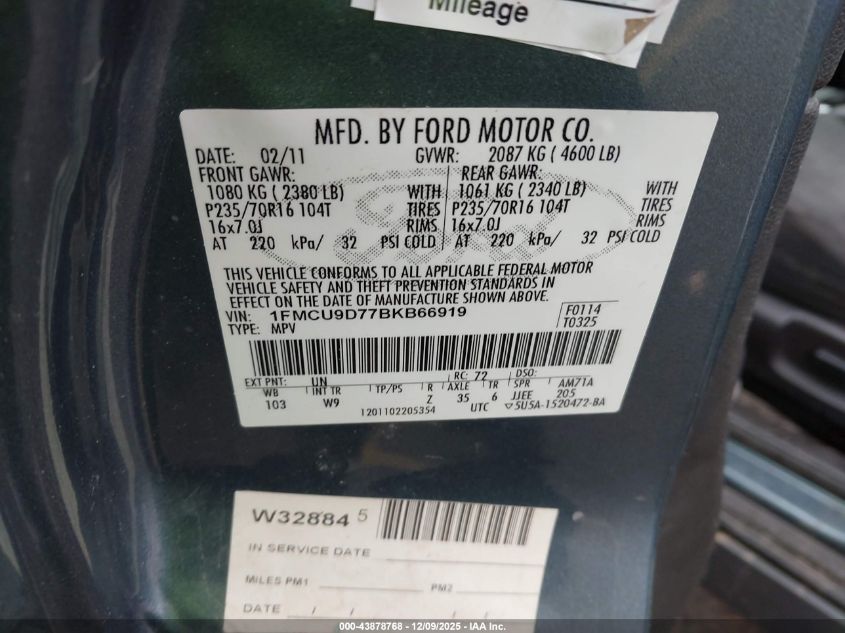 Mileage
MFD. BY FORD MOTOR CO.
DATE: 02/11 GVWR: 2087 KG ( 4600 LB)
FRONT GAWR: REAR GAWR:
1080 KG ( 2380 LB) WITH 1061 KG ( 2340 LB) WITH
P235/70R16 104T TIRES P235/70R16 104T TIRES
16x7.0J RIMS 16x7.0J RIMS
AT 220 kPa/ 32 PSI COLD AT 220 kPa/ 32 PSI COLD
Ford
THIS VEHICLE CONFORMS TO ALL APPLICABLE FEDERAL MOTOR
VEHICLE SAFETY AND THEFT PREVENTION STANDARDS IN
EFFECT ON THE DATE OF MANUFACTURE SHOWN ABOVE.
VIN: 1FMCU9D77BKB66919 F0114
TYPE: MPV T0325
EXT PNT: UN RC: 72 DSO:
WB INT TR TP/PS R AXLE TR SPR AM71A
103 W9 Z 35 6 JJEE 205
1201102205354 UTC ▽5U5A-1520472-BA
W32884 5
IN SERVICE DATE
MILES PM1 PM2
DATE / / / /
000-43878768 - 12/09/2025 - IAA Inc.